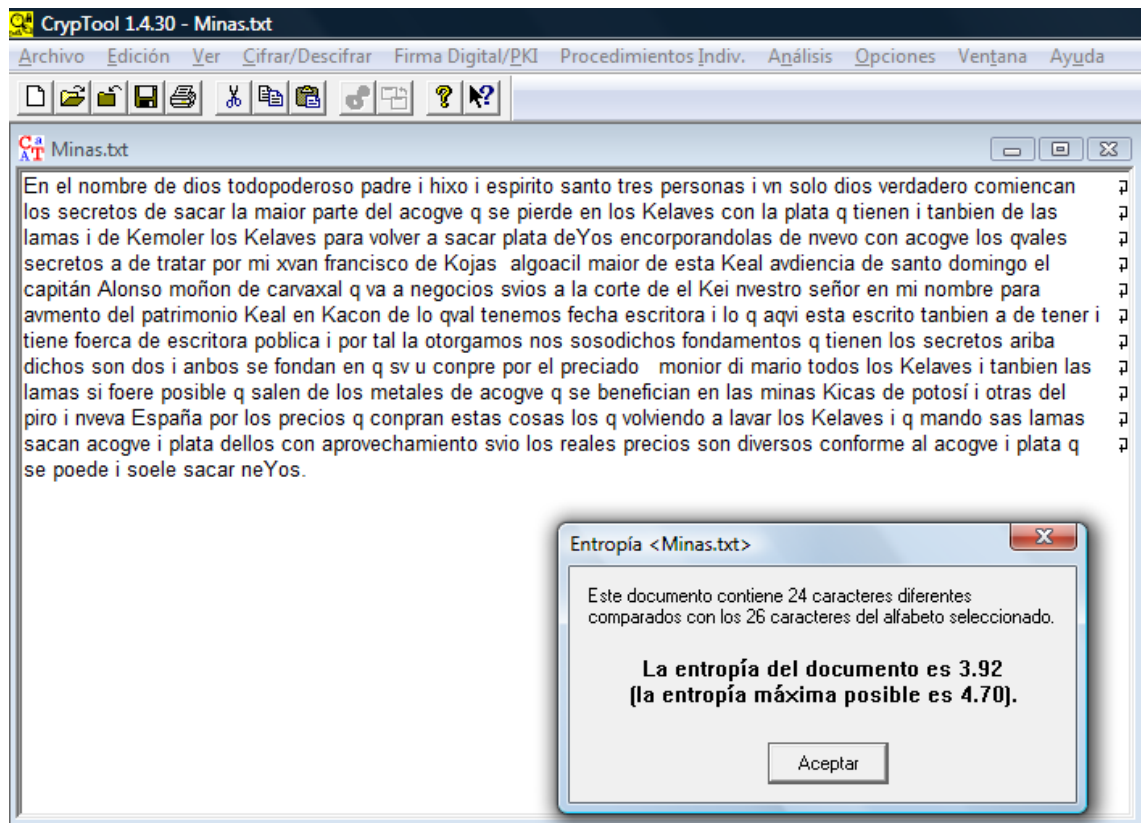 CrypTool 1.4.30 - Minas.txt
Archivo Edición Ver Cifrar/Descifrar Firma Digital/PKI Procedimientos Indiv. Análisis Opciones Ventana Ayuda
Minas.txt
En el nombre de dios todopoderoso padre i hixo i espirito santo tres personas i vn solo dios verdadero comiencan
los secretos de sacar la maior parte del acogve q se pierde en los Kelaves con la plata q tienen i tanbien de las
lamas i de Kemoler los Kelaves para volver a sacar plata deYos encorporandolas de nvevo con acogve los qvales
secretos a de tratar por mi xvan francisco de Kojas algoacil maior de esta Keal avdiencia de santo domingo el
capitán Alonso moñon de carvaxal q va a negocios svios a la corte de el Kei nvestro señor en mi nombre para
avmento del patrimonio Keal en Kacon de lo qval tenemos fecha escritora i lo q aqvi esta escrito tanbien a de tener i
tiene foerca de escritora poblica i por tal la otorgamos nos sosodichos fondamentos q tienen los secretos ariba
dichos son dos i anbos se fondan en q sv u conpre por el preciado monior di mario todos los Kelaves i tanbien las
lamas si foere posible q salen de los metales de acogve q se benefician en las minas Kicas de potosí i otras del
piro i nveva España por los precios q conpran estas cosas los q volviendo a lavar los Kelaves i q mando sas lamas
sacan acogve i plata dellos con aprovechamiento svio los reales precios son diversos conforme al acogve i plata q
se poede i soele sacar neYos.
Entropía <Minas.txt>
Este documento contiene 24 caracteres diferentes
comparados con los 26 caracteres del alfabeto seleccionado.
La entropía del documento es 3.92
(la entropía máxima posible es 4.70).
Aceptar